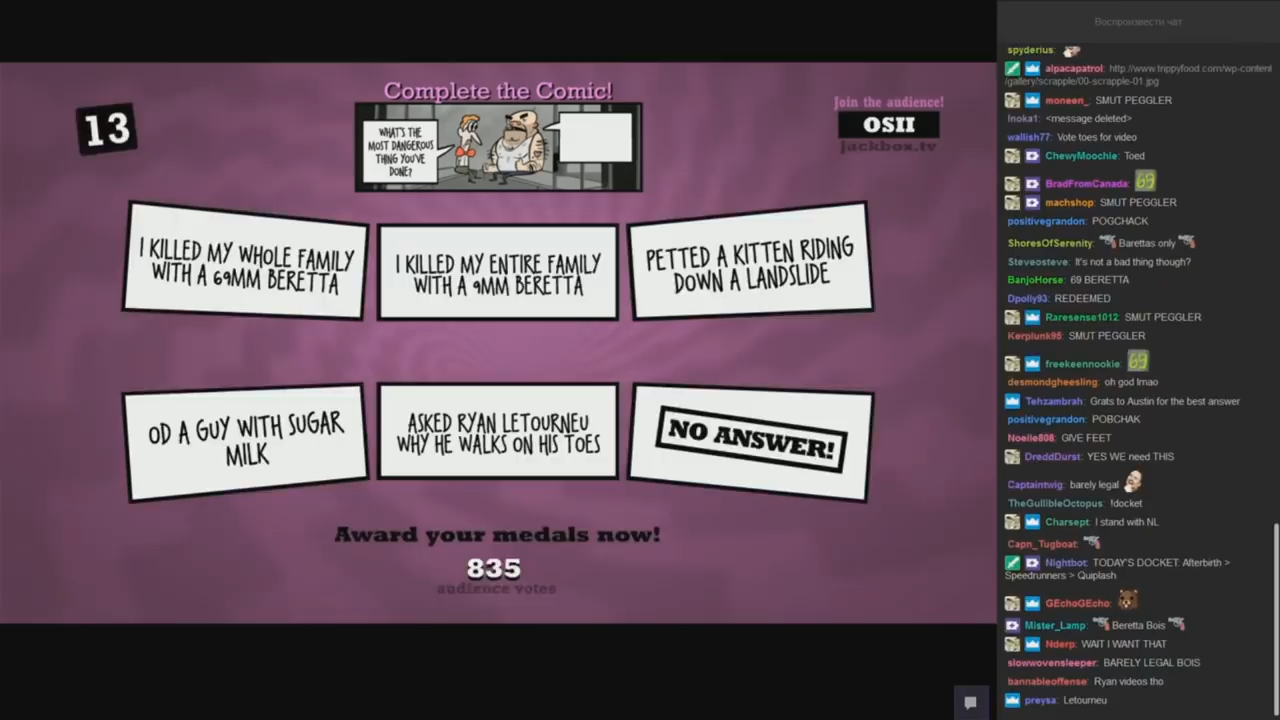 Complete the Comic!
13
WHAT'S THE
MOST DANGEROUS
THING YOU'VE
DONE?
Join the audience!
OSII
jackbox.tv
I KILLED MY WHOLE FAMILY
WITH A 69MM BERETTA
I KILLED MY ENTIRE FAMILY
WITH A 9MM BERETTA
PETTED A KITTEN RIDING
DOWN A LANDSLIDE
OD A GUY WITH SUGAR
MILK
ASKED RYAN LETOURNEU
WHY HE WALKS ON HIS TOES
NO ANSWER!
Award your medals now!
835
audience votes
Воспроизвести чат
spyderius:
alpacapatrol: http://www.trippyfood.com/wp-content
/gallery/scrapple/00-scrapple-01.jpg
moneen_: SMUT PEGGLER
Inoka1: <message deleted>
wallish77: Vote toes for video
ChewyMoochie: Toed
BradFromCanada: 69
machshop: SMUT PEGGLER
positivegrandon: POGCHACK
ShoresOfSerenity: Barettas only
Steveosteve: It's not a bad thing though?
BanjoHorse: 69 BERETTA
Dpolly93: REDEEMED
Raresense1012: SMUT PEGGLER
Kerplunk95: SMUT PEGGLER
freekeennookie: 69
desmondgheesling: oh god lmao
Tehzambrah: Grats to Austin for the best answer
positivegrandon: POBCHAK
Noelle808: GIVE FEET
DreddDurst: YES WE need THIS
Captaintwig: barely legal
TheGullibleOctopus: !docket
Charsept: I stand with NL
Capn_Tugboat:
Nightbot: TODAY'S DOCKET: Afterbirth >
Speedrunners > Quiplash
GEchoGEcho:
Mister_Lamp: Beretta Bois
Nderp: WAIT I WANT THAT
slowwovensleeper: BARELY LEGAL BOIS
bannableoffense: Ryan videos tho
preysa: Letourneu